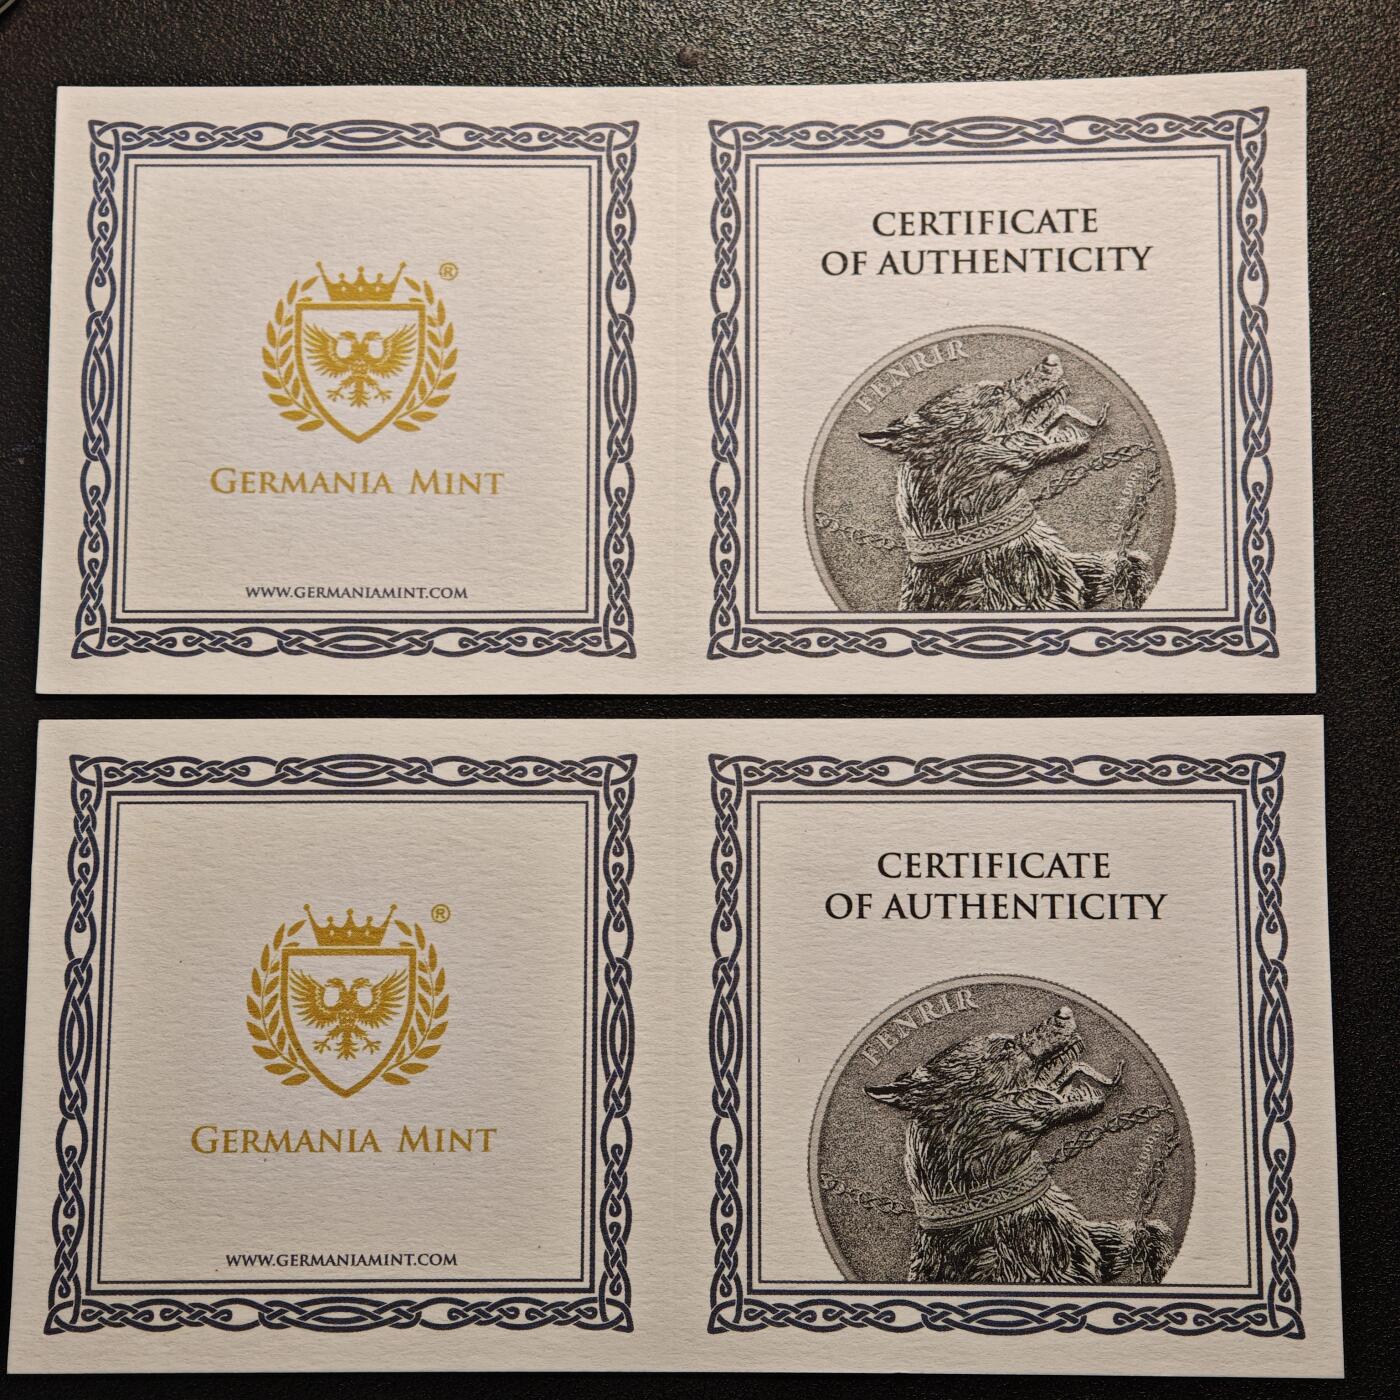 ®
GERMANIA MINT
WWW.GERMANIAMINT.COM
CERTIFICATE
OF AUTHENTICITY
FENRIR
®
GERMANIA MINT
WWW.GERMANIAMINT.COM
CERTIFICATE
OF AUTHENTICITY
FENRIR